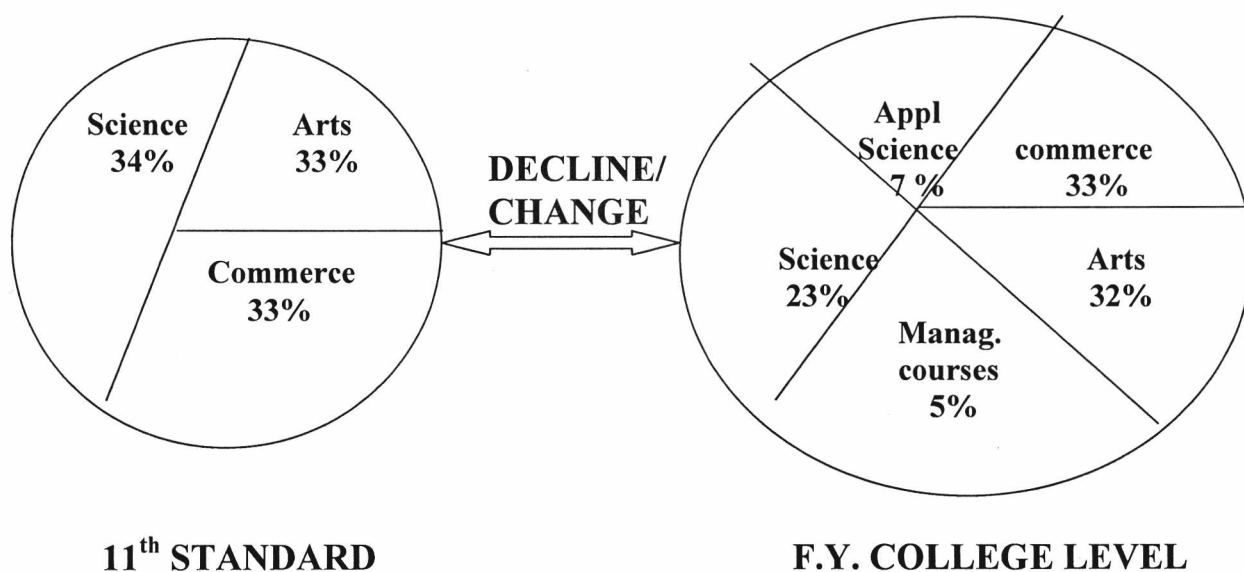 Science
34%
Arts
33%
Commerce
33%
DECLINE/
CHANGE
Appl
Science
7 %
commerce
33%
Science
23%
Arts
32%
Manag.
courses
5%
11th STANDARD
F.Y. COLLEGE LEVEL